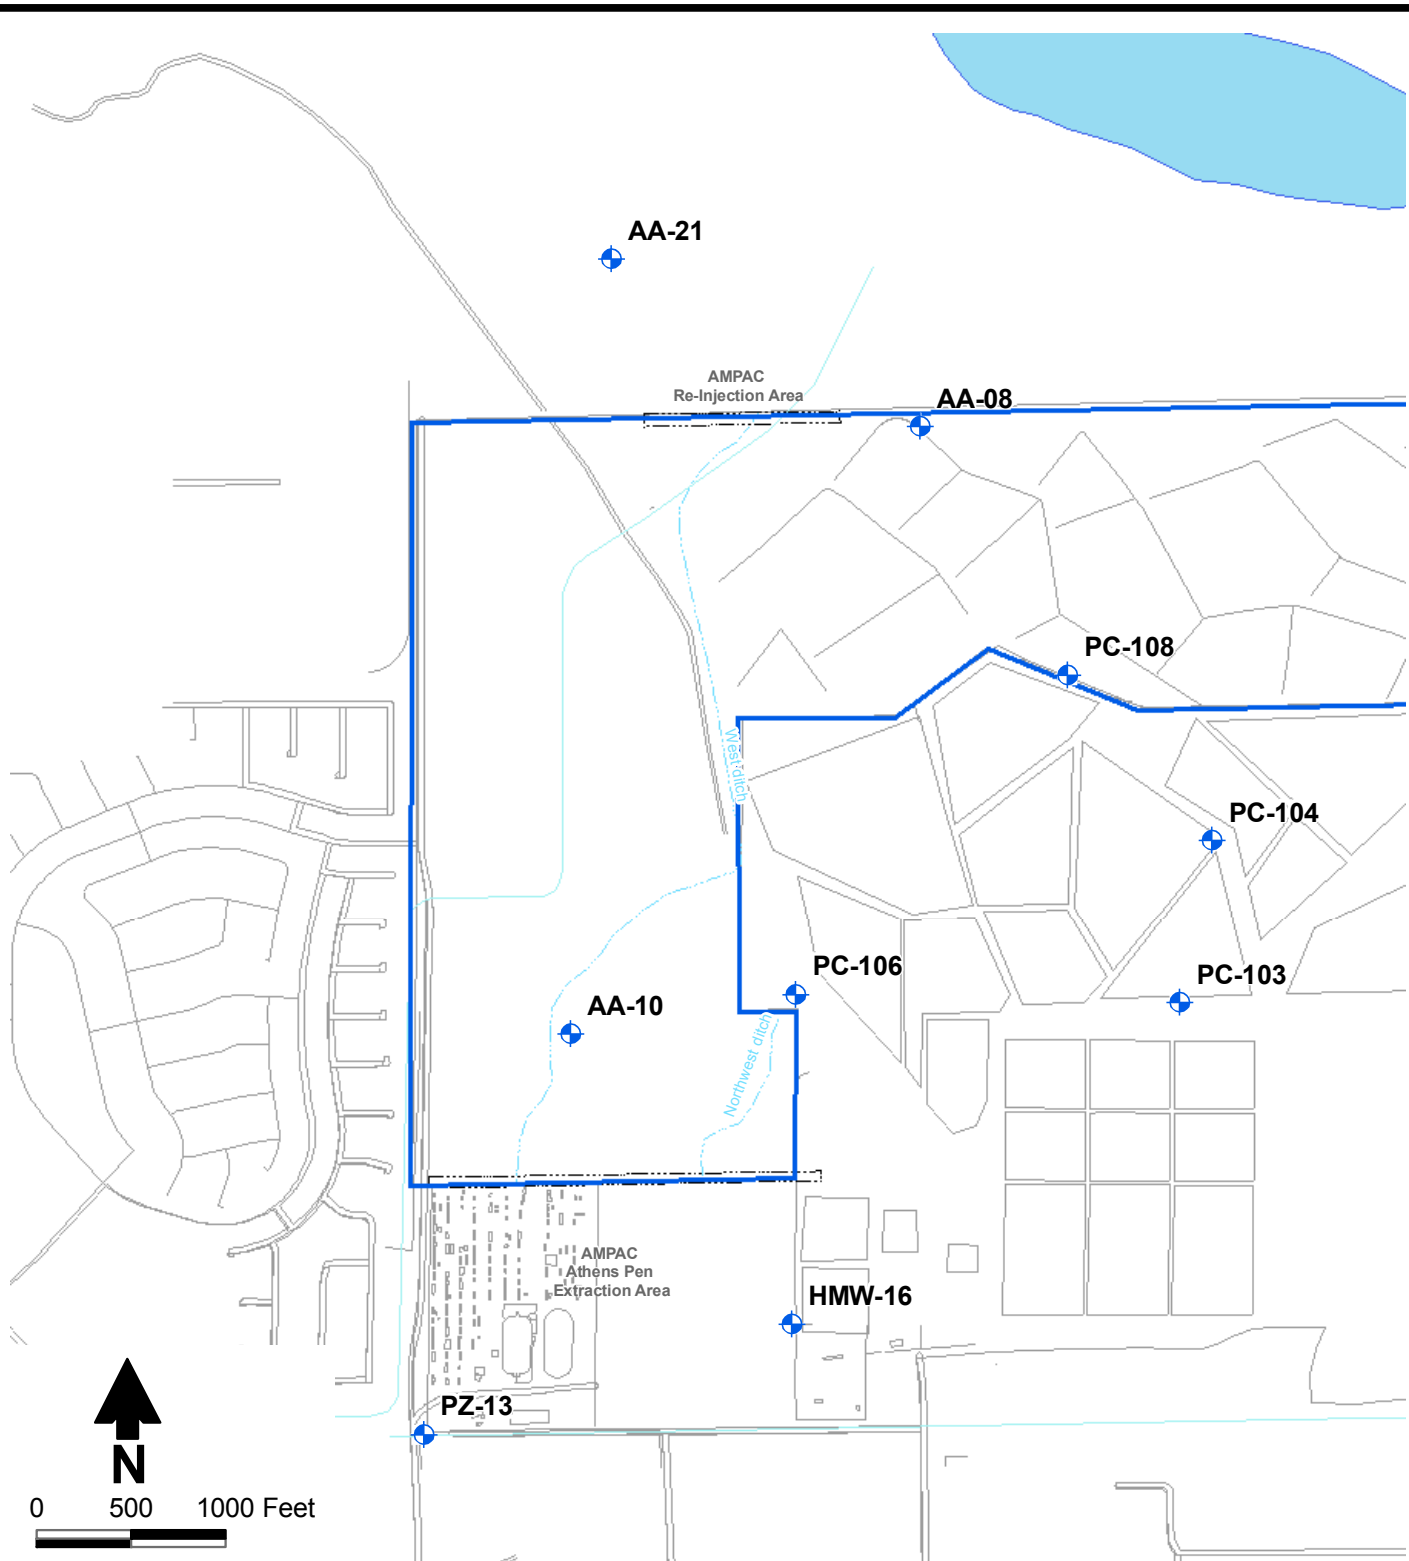 AA-21
AMPAC
Re-Injection Area
AA-08
PC-108
West ditch
PC-104
PC-106
PC-103
AA-10
Northwest ditch
AMPAC
Athens Pen
Extraction Area
HMW-16
PZ-13
N
0 500 1000 Feet